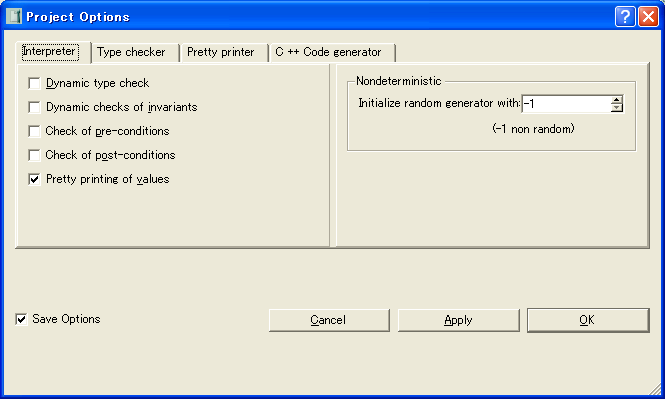 Project Options
Interpreter
Type checker
Pretty printer
C ++ Code generator
Dynamic type check
Dynamic checks of invariants
Check of pre-conditions
Check of post-conditions
Pretty printing of values
Nondeterministic
Initialize random generator with: -1
(-1 non random)
Save Options
Cancel
Apply
OK